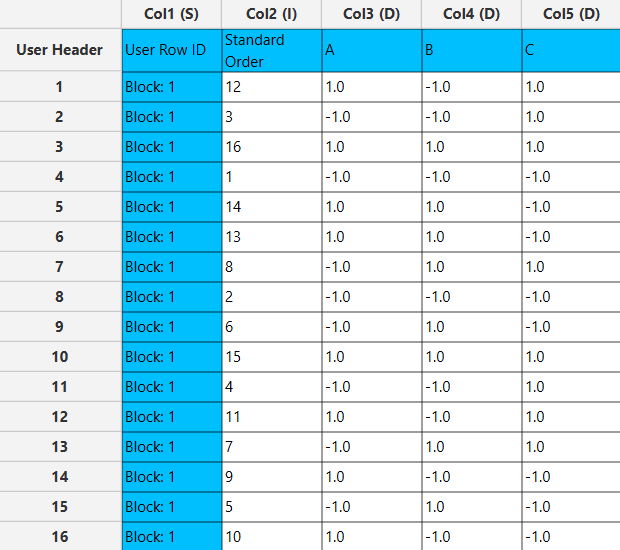 Col1 (S) Col2 (I) Col3 (D) Col4 (D) Col5 (D)
User Header User Row ID Standard Order A B C
1 Block: 1 12 1.0 -1.0 1.0
2 Block: 1 3 -1.0 -1.0 1.0
3 Block: 1 16 1.0 1.0 1.0
4 Block: 1 1 -1.0 -1.0 -1.0
5 Block: 1 14 1.0 1.0 -1.0
6 Block: 1 13 1.0 1.0 -1.0
7 Block: 1 8 -1.0 1.0 1.0
8 Block: 1 2 -1.0 -1.0 -1.0
9 Block: 1 6 -1.0 1.0 -1.0
10 Block: 1 15 1.0 1.0 1.0
11 Block: 1 4 -1.0 -1.0 1.0
12 Block: 1 11 1.0 -1.0 1.0
13 Block: 1 7 -1.0 1.0 1.0
14 Block: 1 9 1.0 -1.0 -1.0
15 Block: 1 5 -1.0 1.0 -1.0
16 Block: 1 10 1.0 -1.0 -1.0